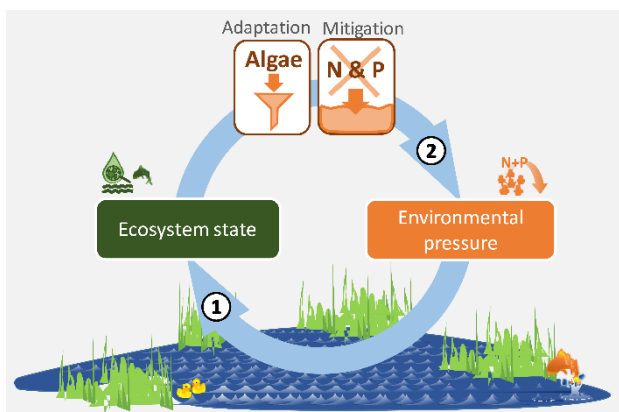 Adaptation Mitigation
Algae
N & P
2
N+P
Ecosystem state
Environmental
pressure
1